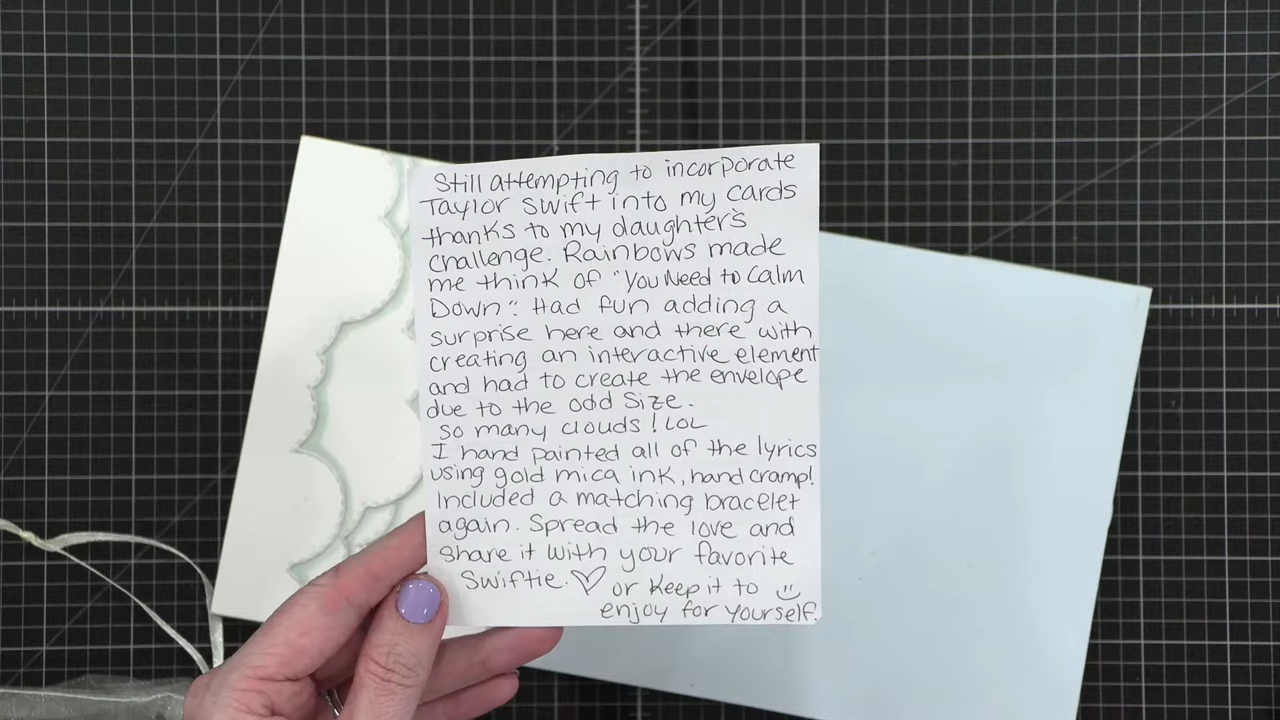 Still attempting to incorporate
Taylor Swift into my cards
thanks to my daughter's
challenge. Rainbows made
me think of "You Need to Calm
Down". Had fun adding a
surprise here and there with
creating an interactive element
and had to create the envelope
due to the odd size.
so many clouds! LOL
I hand painted all of the lyrics
using gold mica ink, hand cramp!
Included a matching bracelet
again. Spread the love and
share it with your favorite
Swiftie. ♡ or keep it to
enjoy for yourself. :)